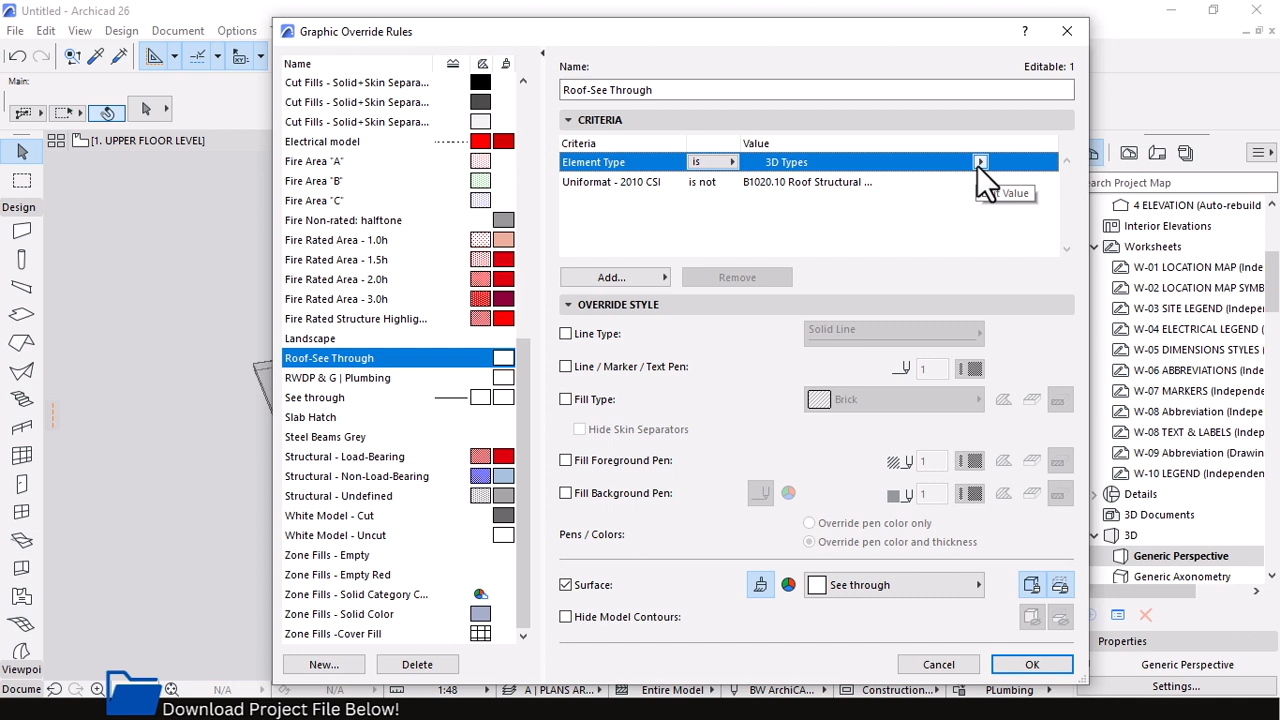 Untitled - Archicad 26
File Edit View Design Document Options
Main:
[1. UPPER FLOOR LEVEL]
Design
Viewpoi
Docume
Graphic Override Rules
?
Name
Cut Fills - Solid+Skin Separa...
Cut Fills - Solid+Skin Separa...
Cut Fills - Solid+Skin Separa...
Electrical model
Fire Area "A"
Fire Area "B"
Fire Area "C"
Fire Non-rated: halftone
Fire Rated Area - 1.0h
Fire Rated Area - 1.5h
Fire Rated Area - 2.0h
Fire Rated Area - 3.0h
Fire Rated Structure Highlig...
Landscape
Roof-See Through
RWDP & G | Plumbing
See through
Slab Hatch
Steel Beams Grey
Structural - Load-Bearing
Structural - Non-Load-Bearing
Structural - Undefined
White Model - Cut
White Model - Uncut
Zone Fills - Empty
Zone Fills - Empty Red
Zone Fills - Solid Category C...
Zone Fills - Solid Color
Zone Fills -Cover Fill
New...
Delete
Name:
Editable: 1
Roof-See Through
CRITERIA
Criteria Value
Element Type is 3D Types
Uniformat - 2010 CSI is not B1020.10 Roof Structural ...
Value
Add...
Remove
OVERRIDE STYLE
Line Type:
Solid Line
Line / Marker / Text Pen:
1
Fill Type:
Brick
Hide Skin Separators
Fill Foreground Pen:
1
Fill Background Pen:
1
Pen / Colors:
Override pen color only
Override pen color and thickness
Surface:
See through
Hide Model Contours:
Cancel
OK
Search Project Map
4 ELEVATION (Auto-rebuild
Interior Elevations
Worksheets
W-01 LOCATION MAP (Inde
W-02 LOCATION MAP SYMB
W-03 SITE LEGEND (Indepen
W-04 ELECTRICAL LEGEND (
W-05 DIMENSIONS STYLES (
W-06 ABBREVIATIONS (Indep
W-07 MARKERS (Independen
W-08 Abbreviation (Indepe
W-08 TEXT & LABELS (Indep
W-09 Abbreviation (Drawin
W-10 LEGEND (Independent
Details
3D Documents
3D
Generic Perspective
Generic Axonometry
Properties
Generic Perspective
Settings...
N/A
N/A
1:48
A | PLANS AR...
Entire Model
BW ArchiCA...
Construction...
PLumbing
Download Project File Below!